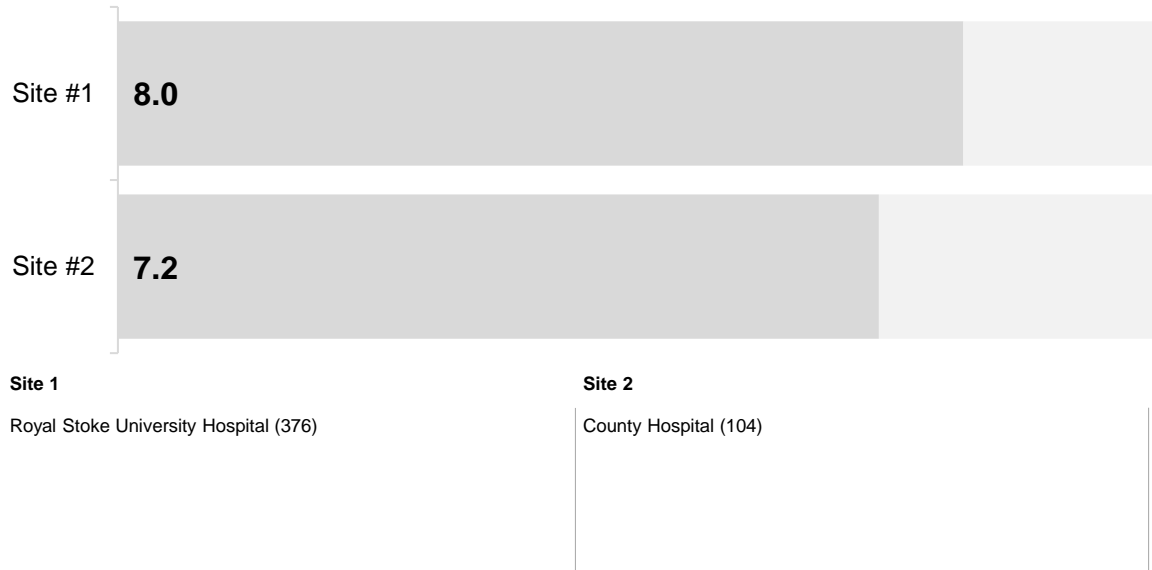 Site #1 8.0
Site #2 7.2
Site 1
Royal Stoke University Hospital (376)
Site 2
County Hospital (104)